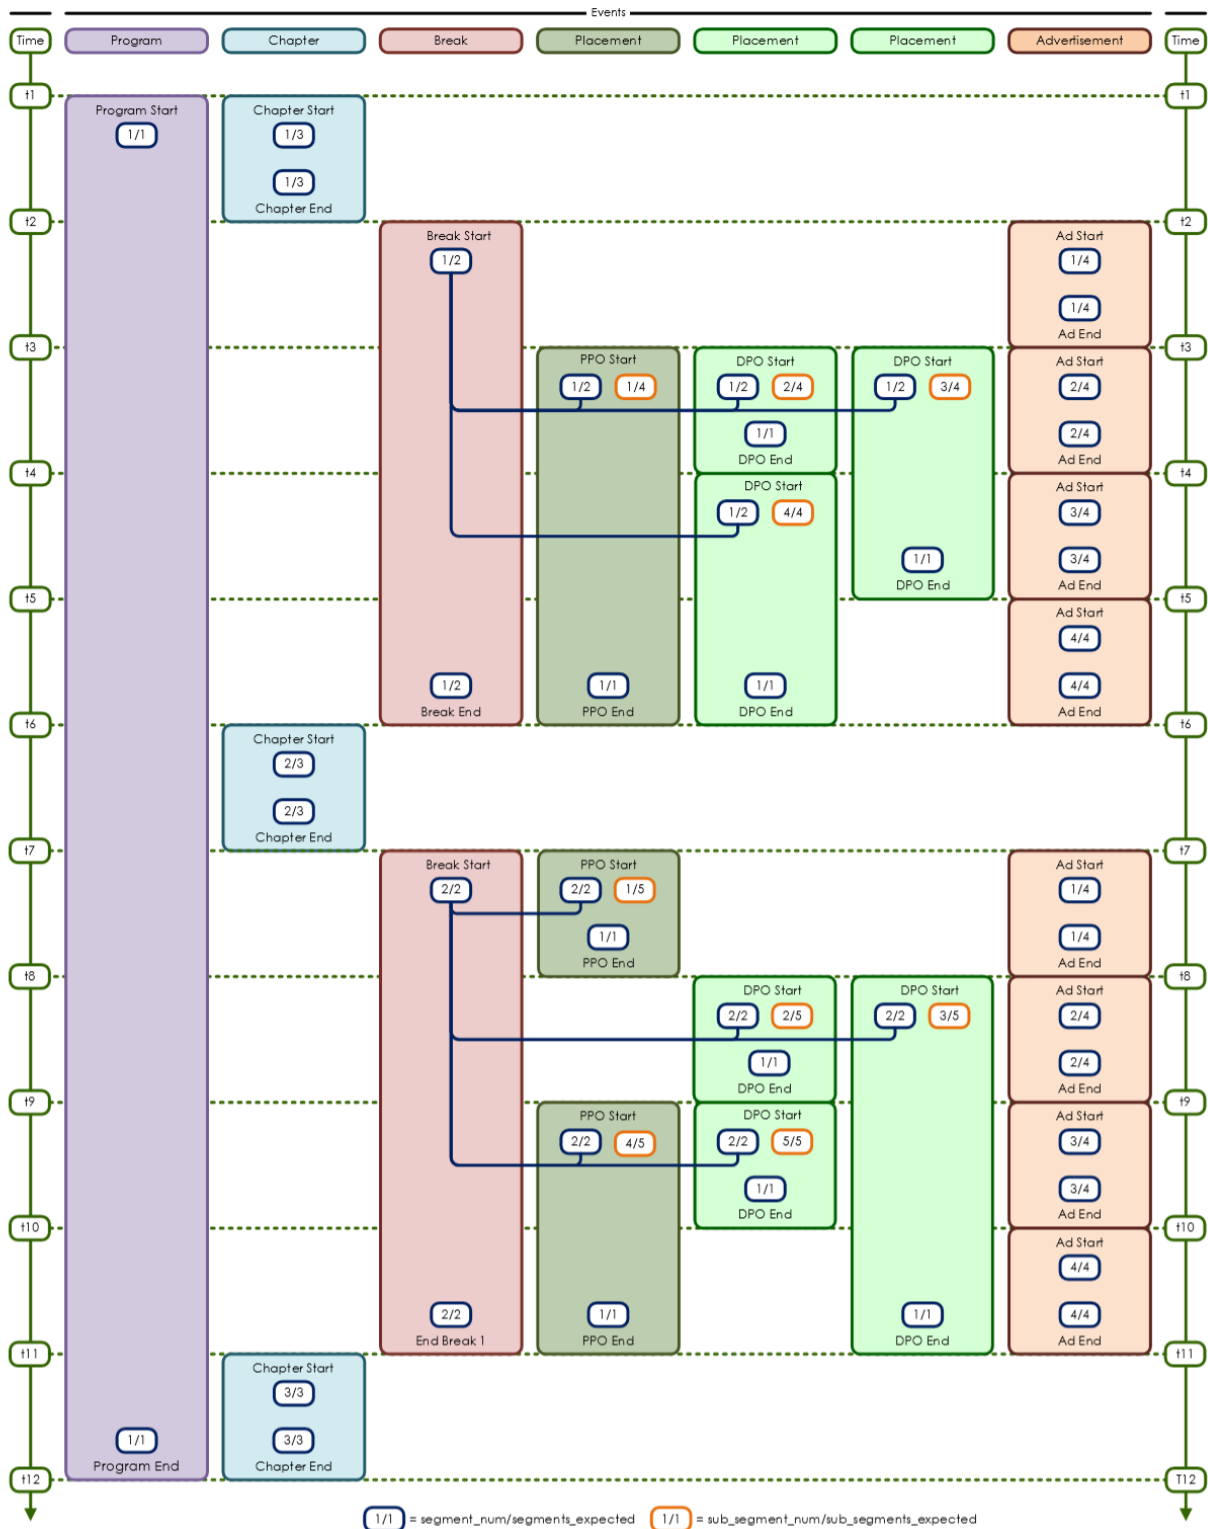 Events
Time Program Chapter Break Placement Placement Placement Advertisement Time
t1 t1
Program Start Chapter Start
1/1 1/3
1/3
Chapter End
t2 t2
Break Start Ad Start
1/2 1/4
1/4
Ad End
t3 t3
PPO Start DPO Start DPO Start Ad Start
1/2 1/4 1/2 2/4 1/2 3/4 2/4
1/1 2/4
DPO End Ad End
t4 t4
DPO Start Ad Start
1/2 4/4 3/4
1/1 3/4
DPO End Ad End
t5 t5
Ad Start
4/4
1/2 1/1 1/1 4/4
Break End PPO End DPO End Ad End
t6 t6
Chapter Start
2/3
2/3
Chapter End
t7 t7
Break Start PPO Start Ad Start
2/2 2/2 1/5 1/4
1/1 1/4
PPO End Ad End
t8 t8
DPO Start DPO Start Ad Start
2/2 2/5 2/2 3/5 2/4
1/1 2/4
DPO End Ad End
t9 t9
PPO Start DPO Start Ad Start
2/2 4/5 2/2 5/5 3/4
1/1 3/4
DPO End Ad End
t10 t10
Ad Start
4/4
2/2 1/1 1/1 4/4
End Break 1 PPO End DPO End Ad End
t11 t11
Chapter Start
3/3
1/1 3/3
Program End Chapter End
t12 T12
1/1 = segment_num/segments_expected 1/1 = sub_segment_num/sub_segments_expected